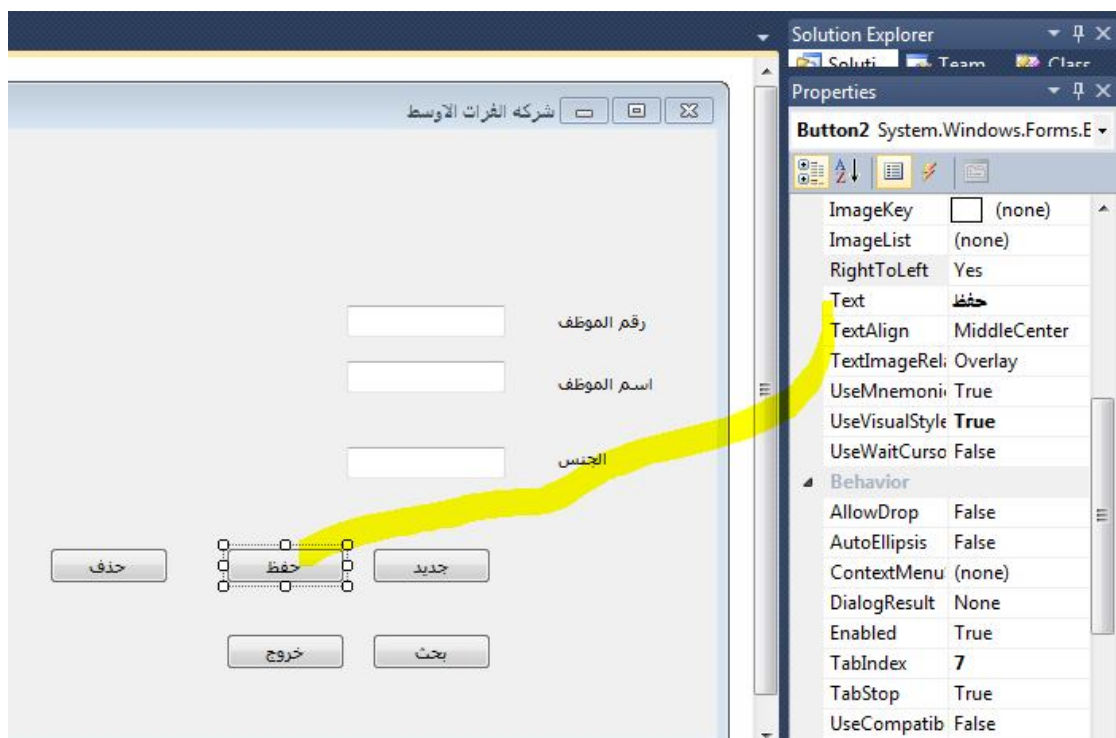 Solution Explorer
Soluti... Team... Class...
Properties
Button2 System.Windows.Forms.B
ImageKey (none)
ImageList (none)
RightToLeft Yes
Text حفظ
TextAlign MiddleCenter
TextImageRela Overlay
UseMnemonic True
UseVisualStyle True
UseWaitCurso False
Behavior
AllowDrop False
AutoEllipsis False
ContextMenu (none)
DialogResult None
Enabled True
TabIndex 7
TabStop True
UseCompatib False
شركه الفرات الاوسط
رقم الموظف
اسم الموظف
الجنس
جديد حفظ حذف
بحث خروج